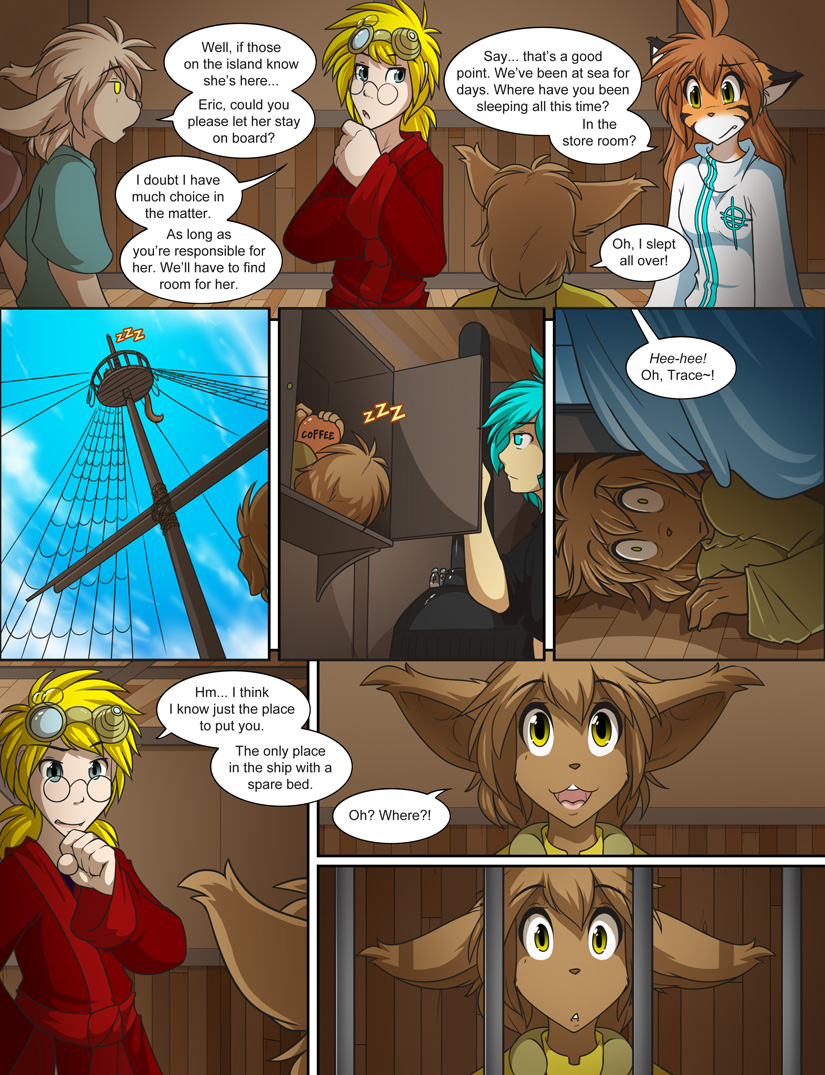 Well, if those
on the island know
she's here...
Eric, could you
please let her stay
on board?
I doubt I have
much choice in
the matter.
As long as
you're responsible for
her. We'll have to find
room for her.
Say... that's a good
point. We've been at sea for
days. Where have you been
sleeping all this time?
In the
store room?
Oh, I slept
all over!
zzz
zzz
COFFEE
Hee-hee!
Oh, Trace~!
Hm... I think
I know just the place
to put you.
The only place
in the ship with a
spare bed.
Oh? Where?!